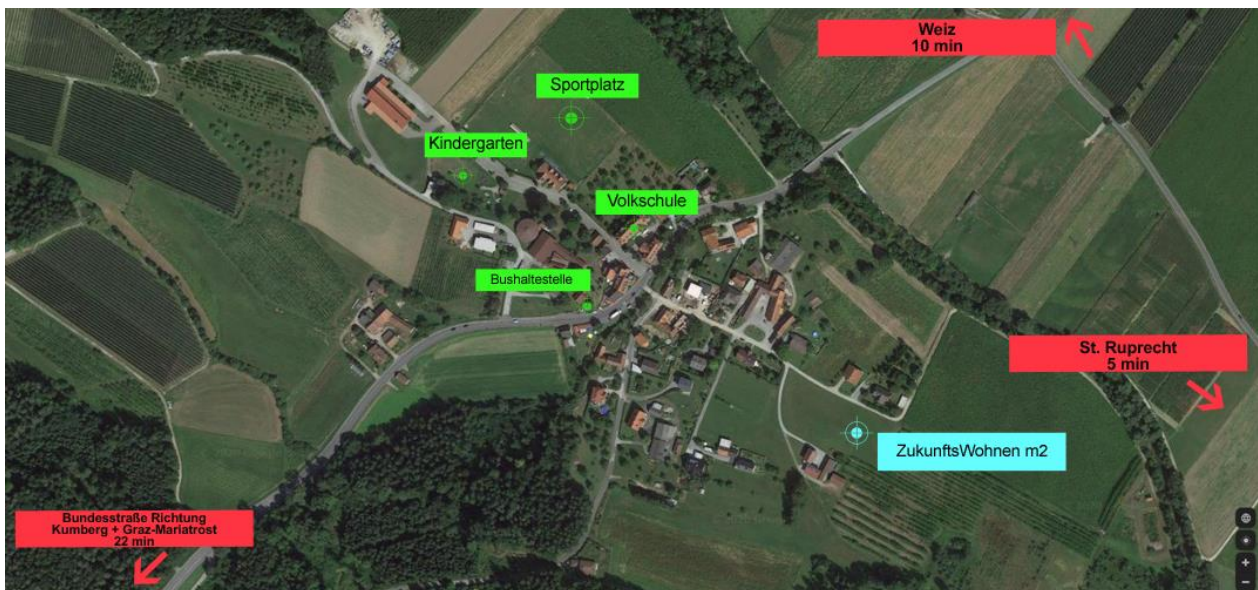 Weiz
10 min
Sportplatz
Kindergarten
Volkschule
Bushaltestelle
St. Ruprecht
5 min
ZukunftsWohnen m2
Bundesstraße Richtung
Kumberg + Graz-Mariatrost
22 min